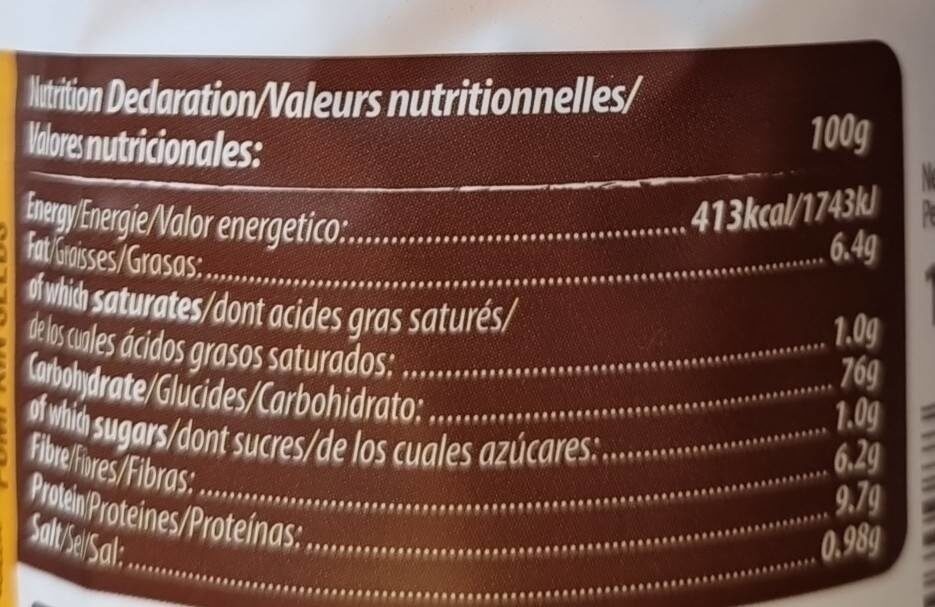 Nutrition Declaration/Valeurs nutritionnelles/
Valores nutricionales: 100g
Energy/Energie/Valor energetico: 413kcal/1743kJ
Fat/Graisses/Grasas: 6.4g
of which saturates/dont acides gras saturés/
de los cuales ácidos grasos saturados: 1.0g
Carbohydrate/Glucides/Carbohidrato: 76g
of which sugars/dont sucres/de los cuales azúcares: 1.0g
Fibre/Fibres/Fibras: 6.2g
Protein/Proteines/Proteínas: 9.7g
Salt/Sel/Sal: 0.98g